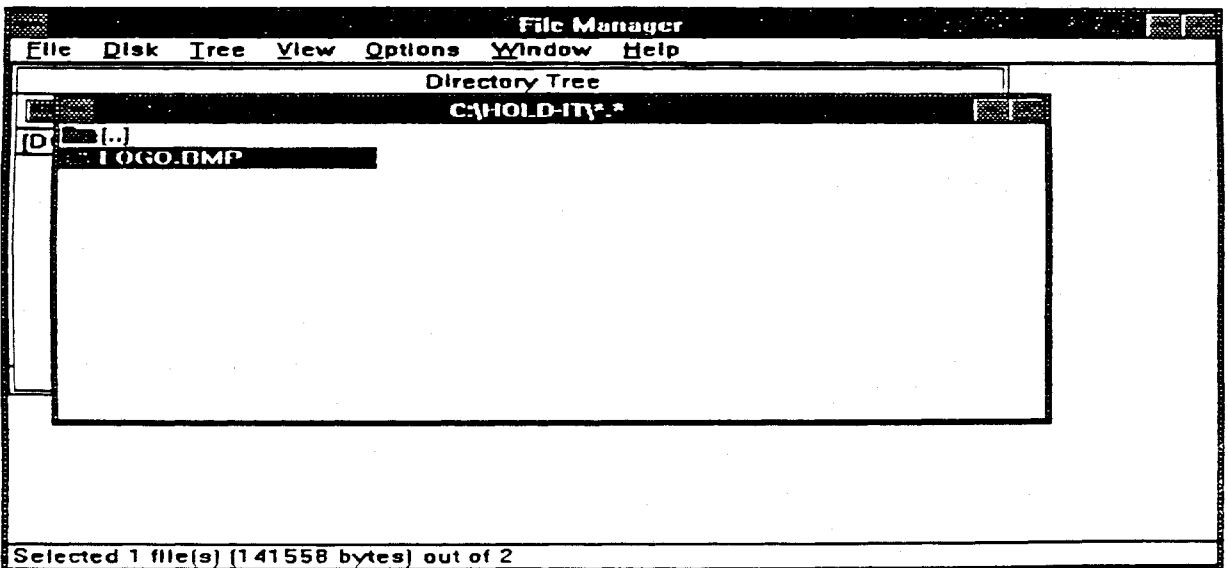 File Manager
File Disk Tree View Options Window Help
Directory Tree
C:\HOLD-IT\*.*
[D
[..]
LOGO.BMP
Selected 1 file(s) (141558 bytes) out of 2